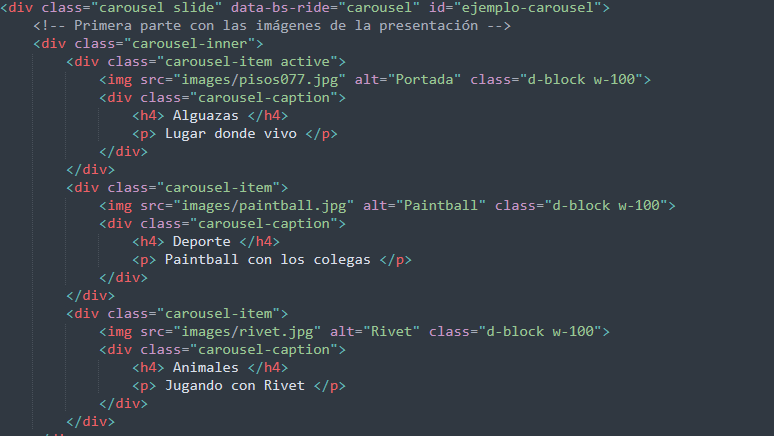 <div class="carousel slide" data-bs-ride="carousel" id="ejemplo-carousel">
    <!-- Primera parte con las imágenes de la presentación -->
    <div class="carousel-inner">
        <div class="carousel-item active">
            <img src="images/pisos077.jpg" alt="Portada" class="d-block w-100">
            <div class="carousel-caption">
                <h4> Alguazas </h4>
                <p> Lugar donde vivo </p>
            </div>
        </div>
        <div class="carousel-item">
            <img src="images/paintball.jpg" alt="Paintball" class="d-block w-100">
            <div class="carousel-caption">
                <h4> Deporte </h4>
                <p> Paintball con los colegas </p>
            </div>
        </div>
        <div class="carousel-item">
            <img src="images/rivet.jpg" alt="Rivet" class="d-block w-100">
            <div class="carousel-caption">
                <h4> Animales </h4>
                <p> Jugando con Rivet </p>
            </div>
        </div>